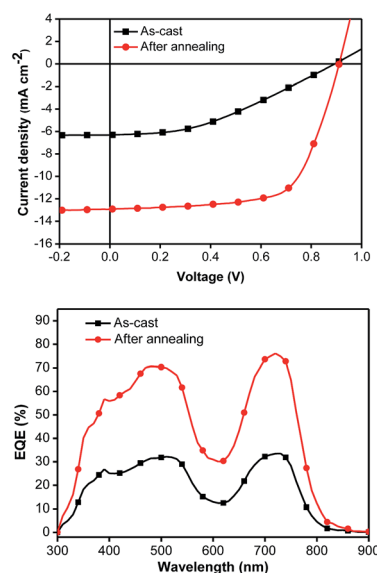 4
2
0
-2
-4
-6
-8
-10
-12
-14
-16
Current density (mA cm-2)
As-cast
After annealing
-0.2 0.0 0.2 0.4 0.6 0.8 1.0
Voltage (V)
90
80
70
60
50
40
30
20
10
0
EQE (%)
As-cast
After annealing
300 400 500 600 700 800 900
Wavelength (nm)